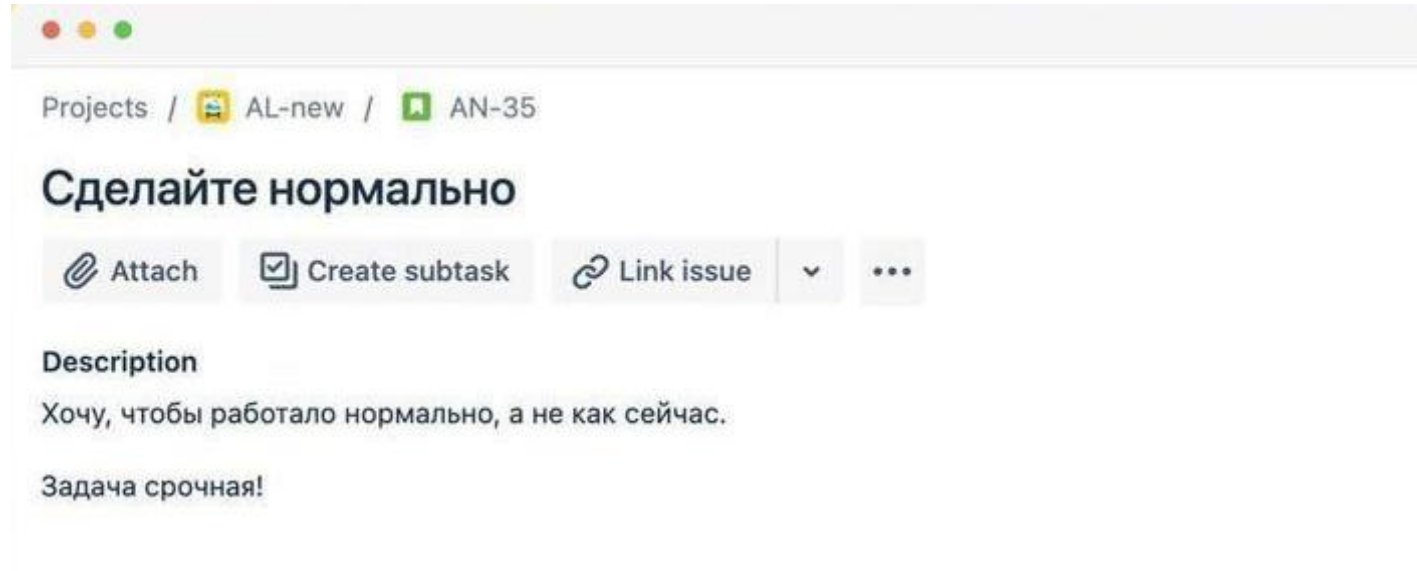 Projects / AL-new / AN-35
Сделайте нормально
Attach Create subtask Link issue
Description
Хочу, чтобы работало нормально, а не как сейчас.
Задача срочная!